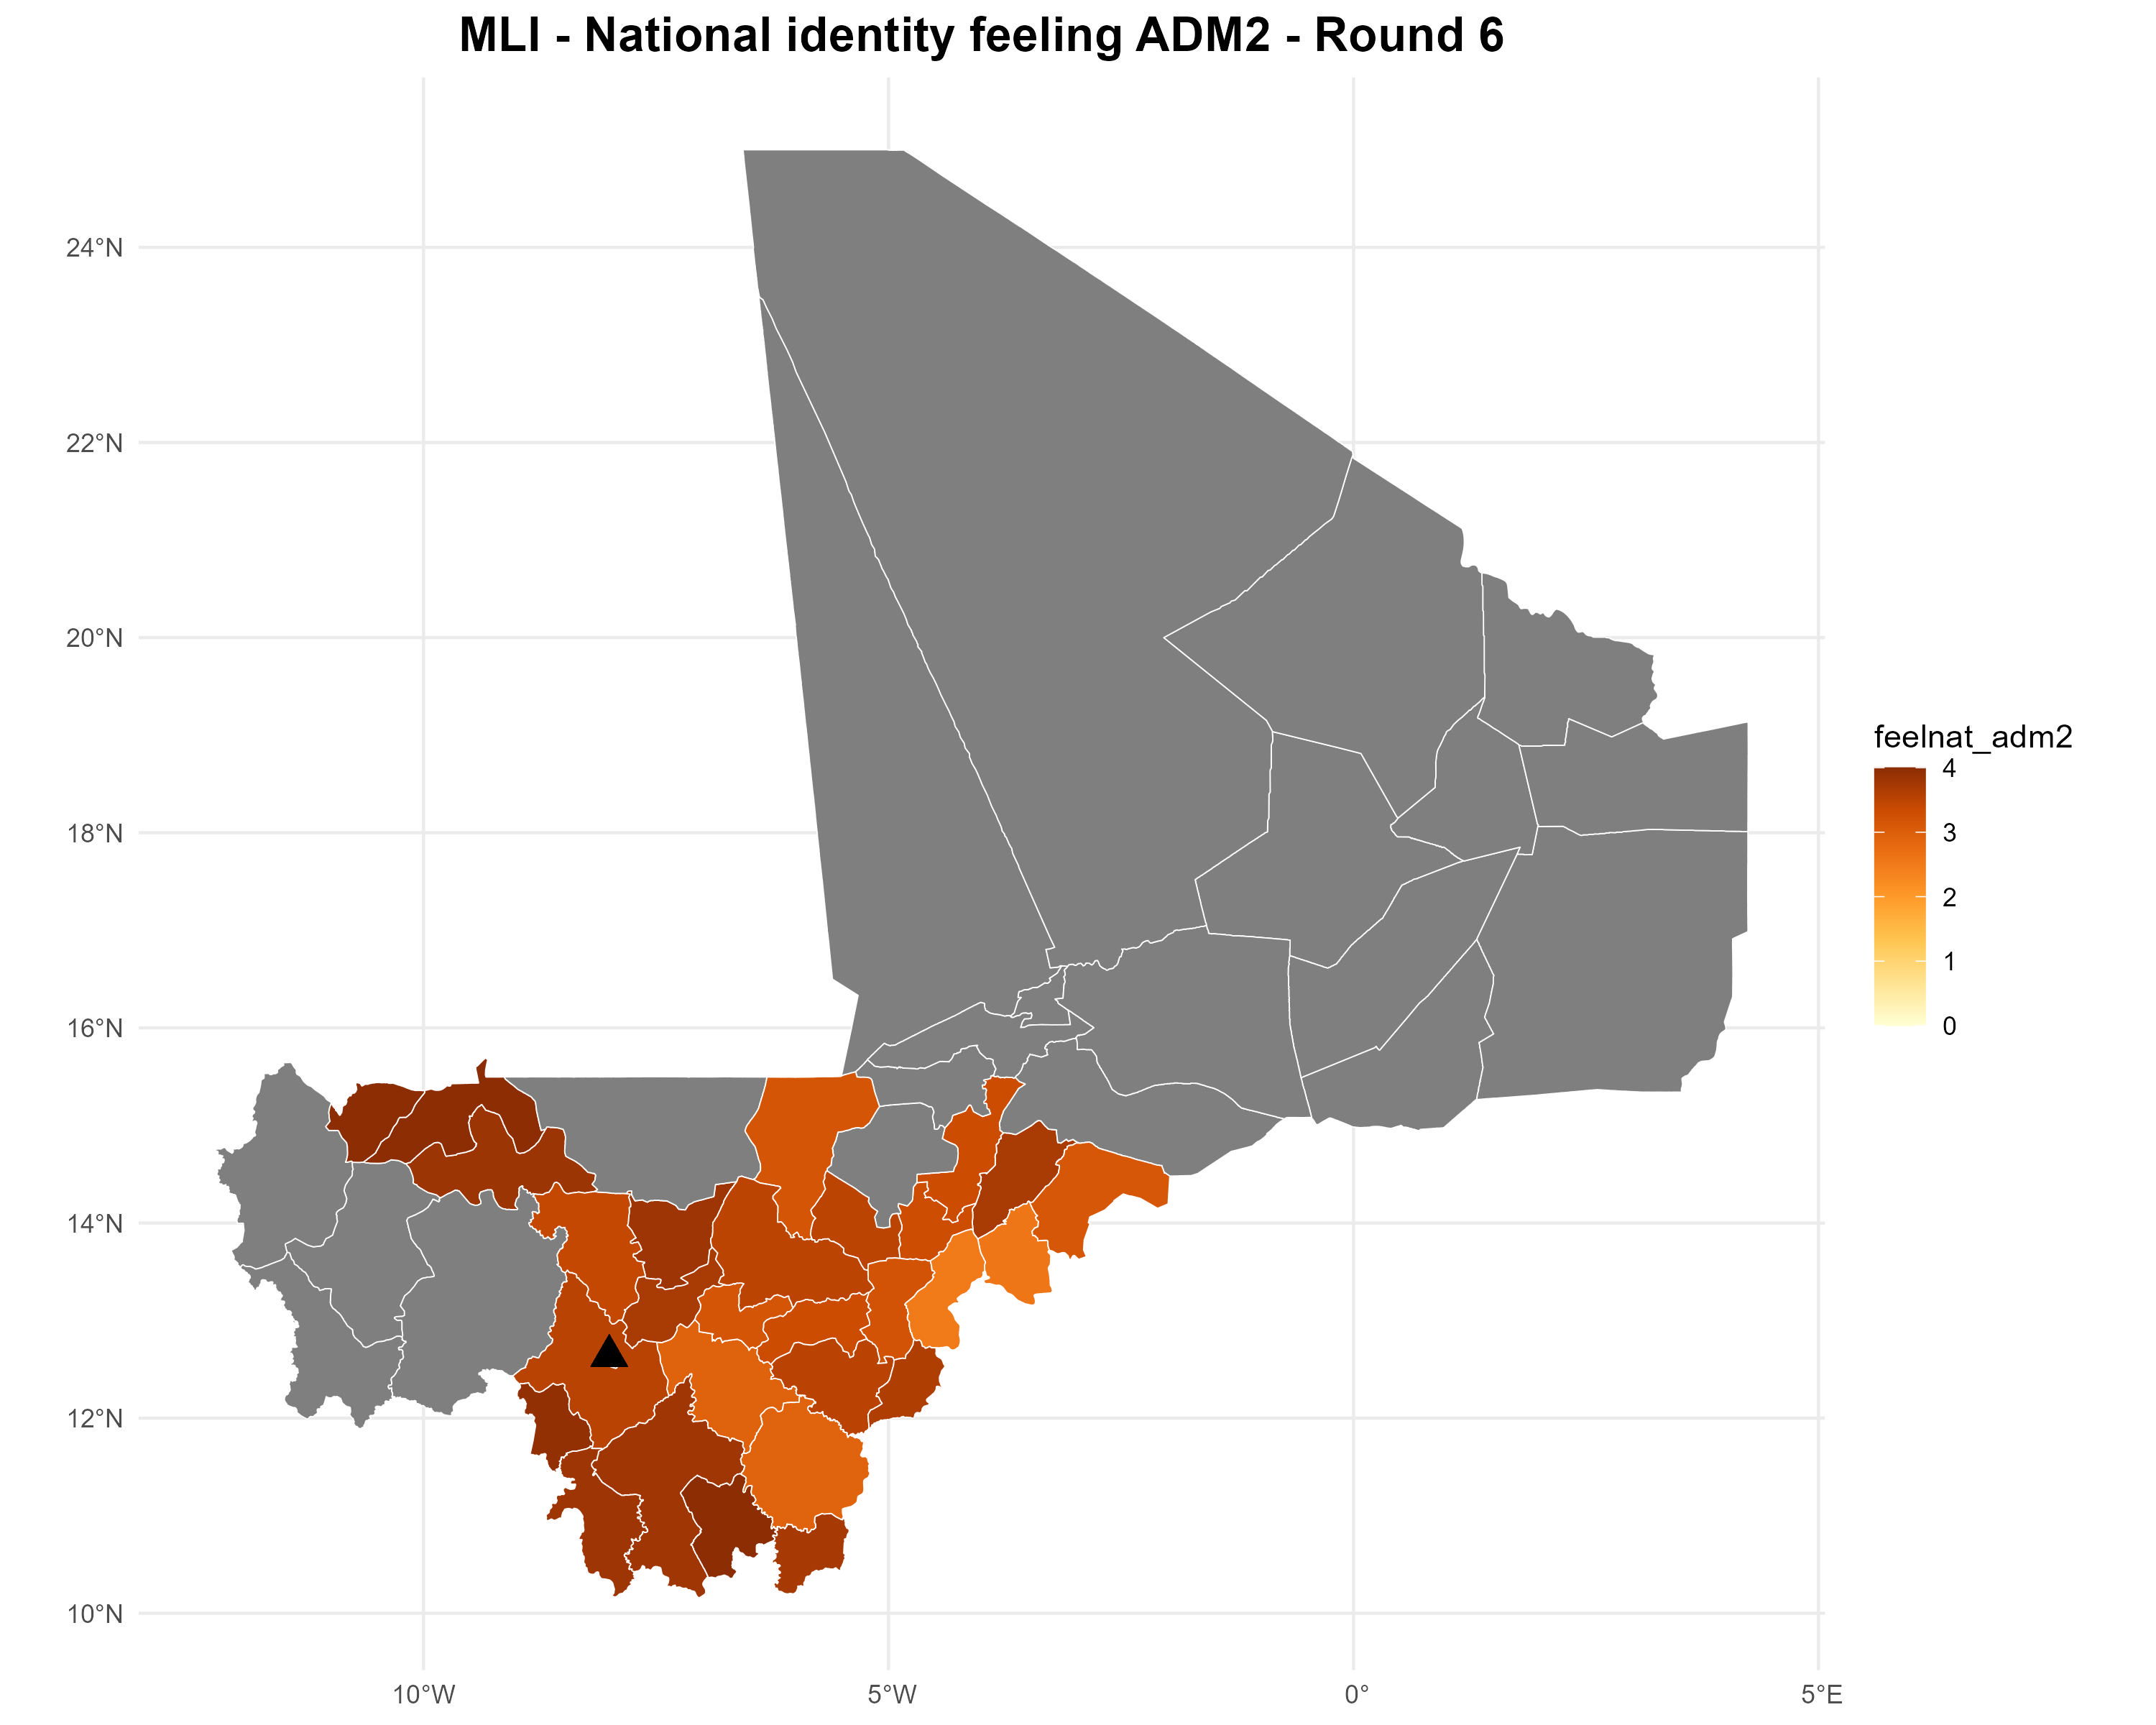 MLI - National identity feeling ADM2 - Round 6
24°N
22°N
20°N
18°N
16°N
14°N
12°N
10°N
10°W
5°W
0°
5°E
feelnat_adm2
4
3
2
1
0